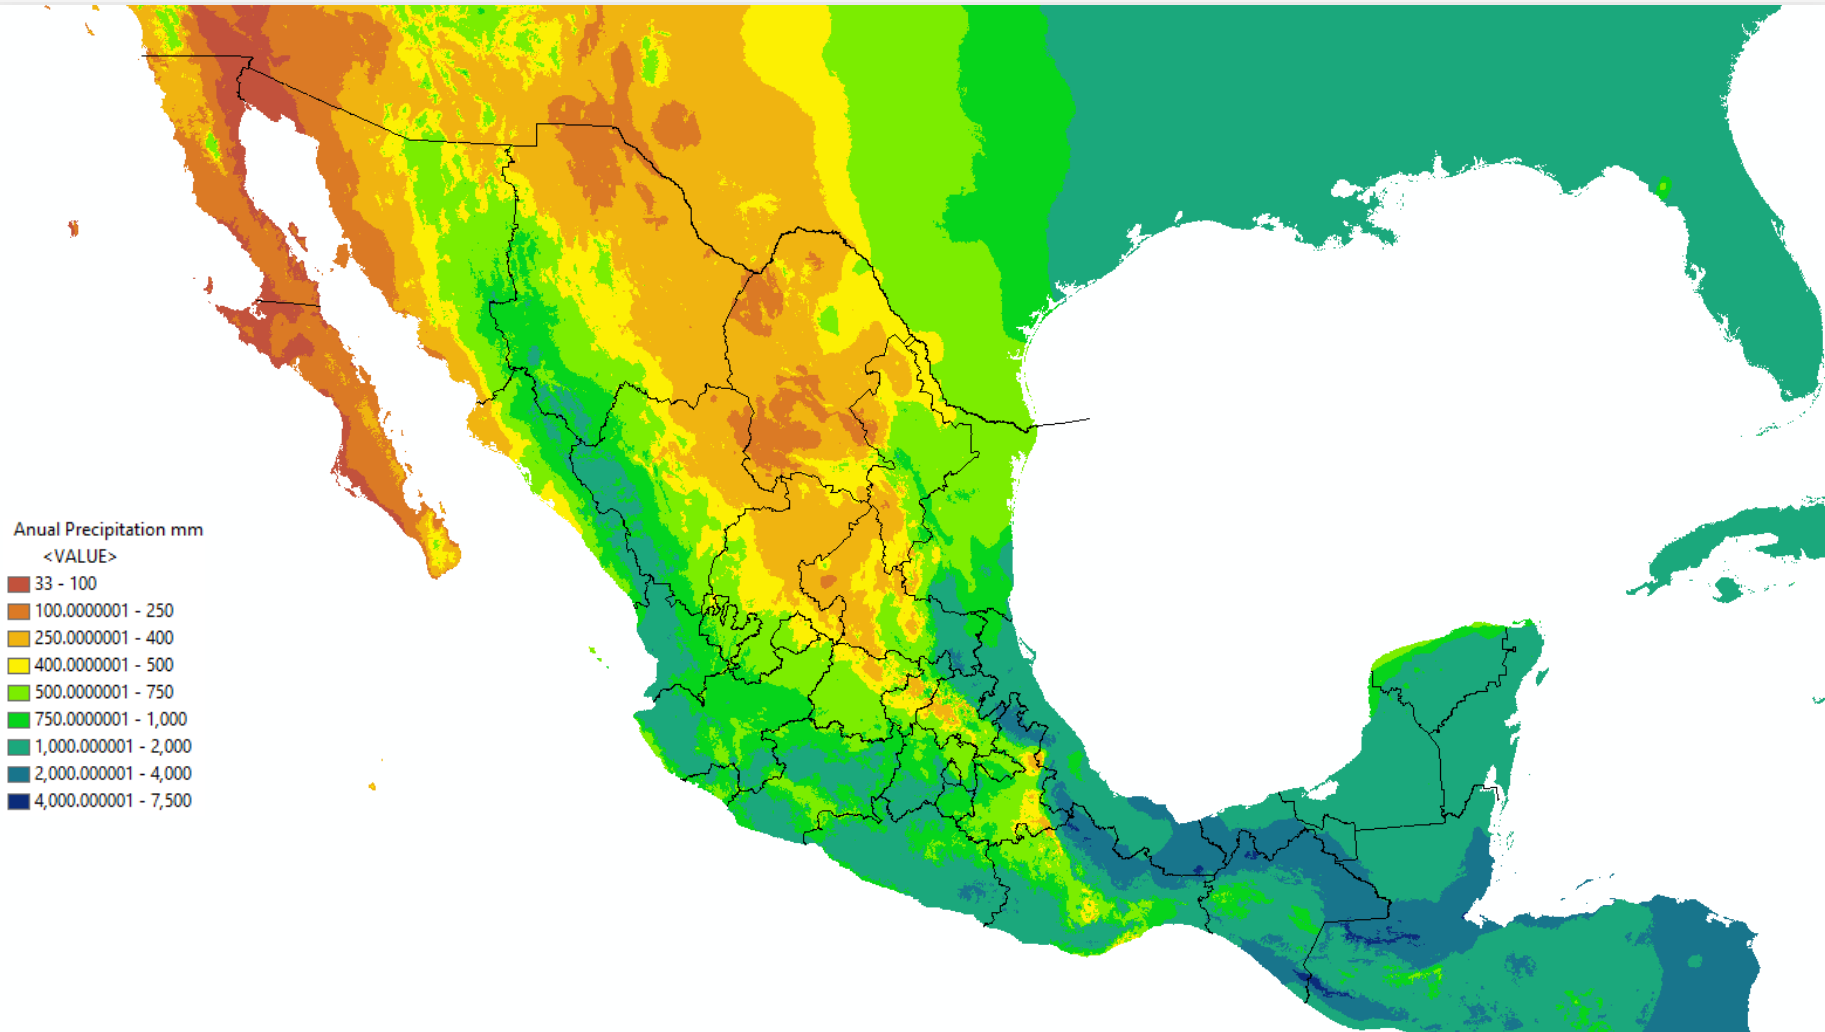 Anual Precipitation mm
<VALUE>
33 - 100
100.0000001 - 250
250.0000001 - 400
400.0000001 - 500
500.0000001 - 750
750.0000001 - 1,000
1,000.000001 - 2,000
2,000.000001 - 4,000
4,000.000001 - 7,500